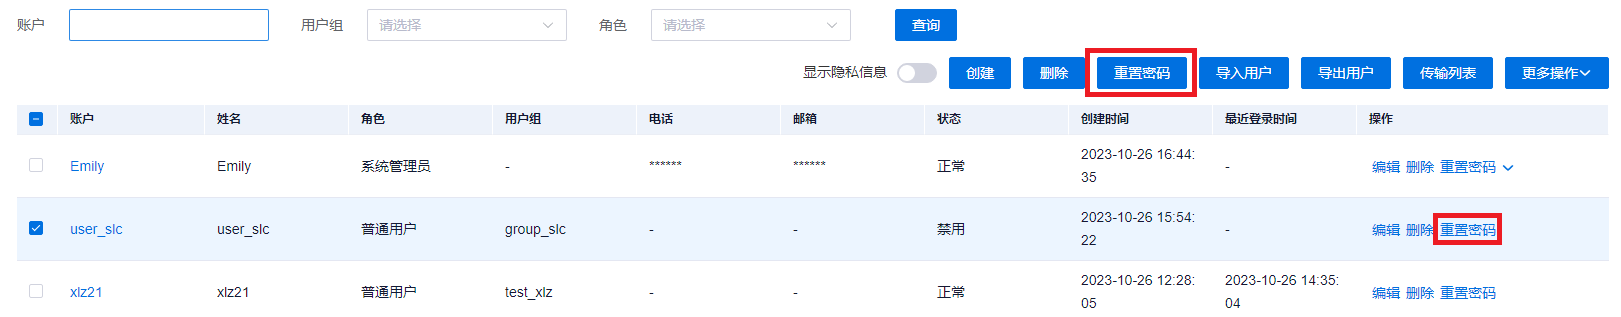 账户 用户组 请选择 角色 请选择 查询
显示隐私信息 创建 删除 重置密码 导入用户 导出用户 传输列表 更多操作
账户 姓名 角色 用户组 电话 邮箱 状态 创建时间 最近登录时间 操作
Emily Emily 系统管理员 - ****** ****** 正常 2023-10-26 16:44:
35 - 编辑 删除 重置密码
user_slc user_slc 普通用户 group_slc - - 禁用 2023-10-26 15:54:
22 - 编辑 删除 重置密码
xlz21 xlz21 普通用户 test_xlz - - 正常 2023-10-26 12:28:
05 2023-10-26 14:35:
04 编辑 删除 重置密码